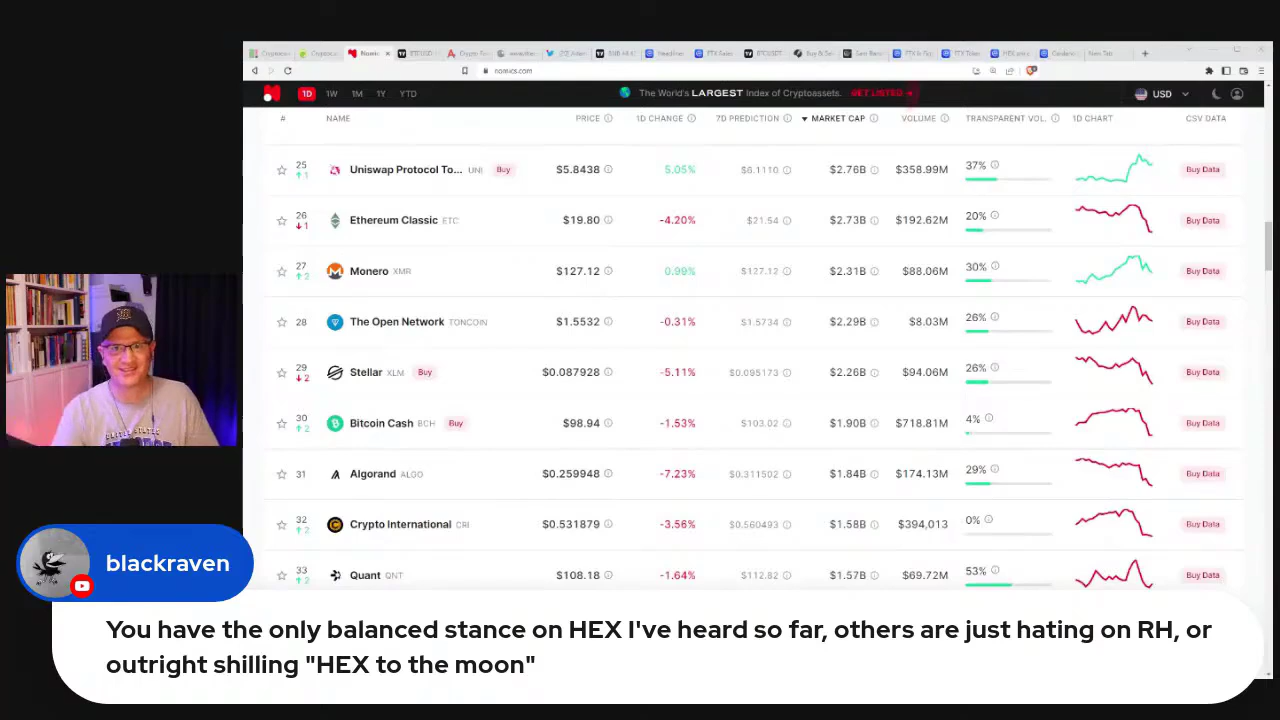 nomics.com
1D 1W 1M 1Y YTD
The World's LARGEST Index of Cryptoassets. GET LISTED
USD
# NAME PRICE 1D CHANGE 7D PREDICTION MARKET CAP VOLUME TRANSPARENT VOL. 1D CHART CSV DATA
25 ↑1 Uniswap Protocol To... UNI Buy $5.8438 5.05% $6.1110 $2.76B $358.99M 37% Buy Data
26 ↓1 Ethereum Classic ETC $19.80 -4.20% $21.54 $2.73B $192.62M 20% Buy Data
27 ↑2 Monero XMR $127.12 0.99% $127.12 $2.31B $88.06M 30% Buy Data
28 The Open Network TONCOIN $1.5532 -0.31% $1.5734 $2.29B $8.03M 26% Buy Data
29 ↓2 Stellar XLM Buy $0.087928 -5.11% $0.095173 $2.26B $94.06M 26% Buy Data
30 ↑2 Bitcoin Cash BCH Buy $98.94 -1.53% $103.02 $1.90B $718.81M 4% Buy Data
31 Algorand ALGO $0.259948 -7.23% $0.311502 $1.84B $174.13M 29% Buy Data
32 ↑2 Crypto International CRI $0.531879 -3.56% $0.560493 $1.58B $394,013 0% Buy Data
33 ↑2 Quant QNT $108.18 -1.64% $112.82 $1.57B $69.72M 53% Buy Data
blackraven
You have the only balanced stance on HEX I've heard so far, others are just hating on RH, or
outright shilling "HEX to the moon"